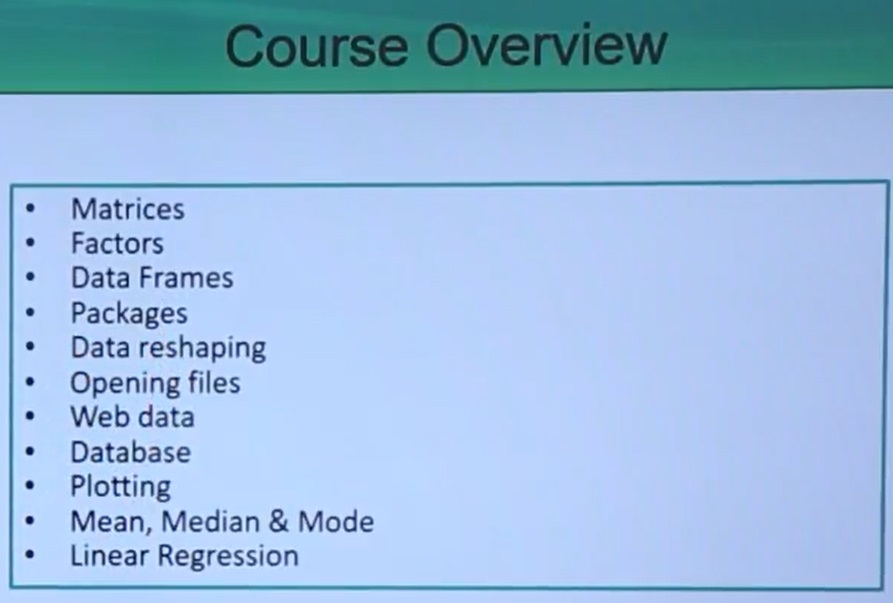 Course Overview
• Matrices
• Factors
• Data Frames
• Packages
• Data reshaping
• Opening files
• Web data
• Database
• Plotting
• Mean, Median & Mode
• Linear Regression